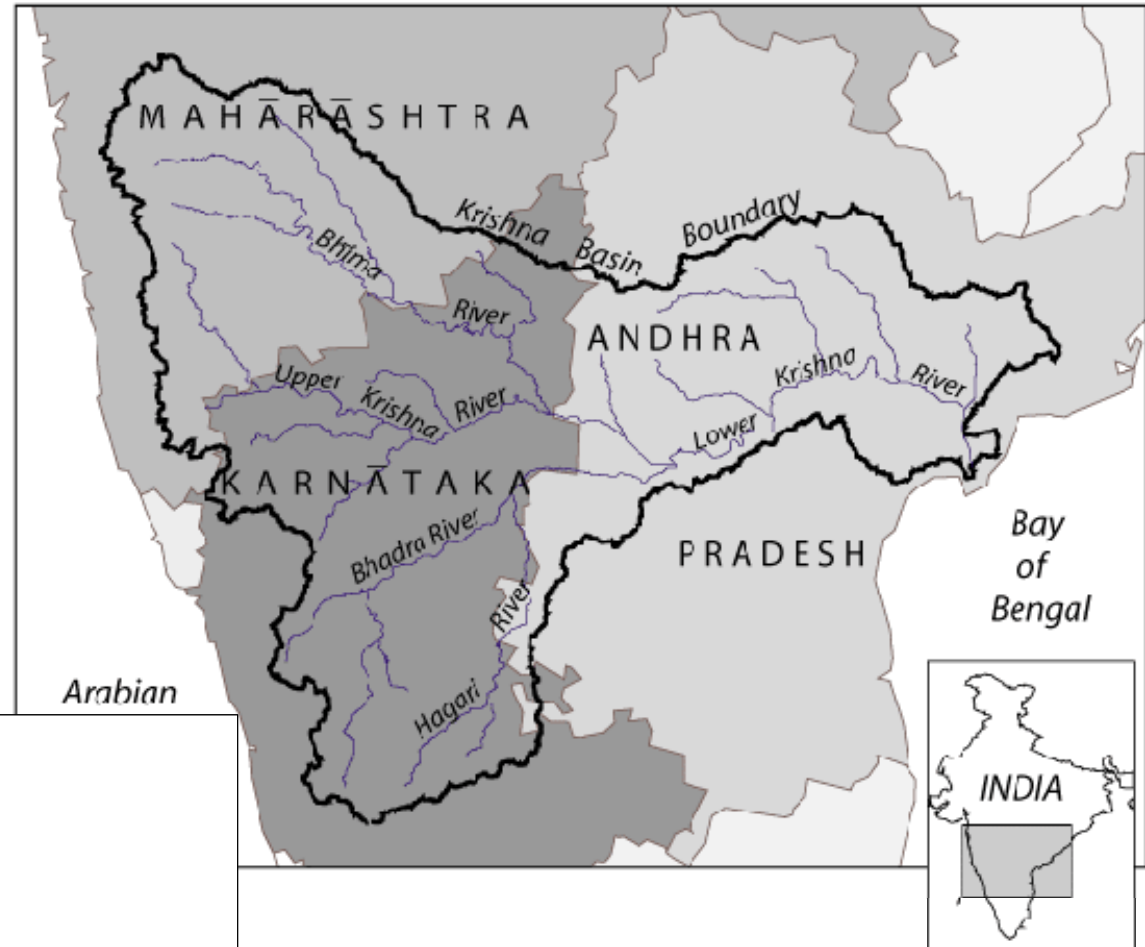 MAHĀRĀSHTRA
Krishna Basin Boundary
Bhima River
ANDHRA
Upper Krishna River
Lower Krishna River
KARNĀTAKA
Bhadra River
PRADESH
Hagari River
Bay
of
Bengal
Arabian
INDIA